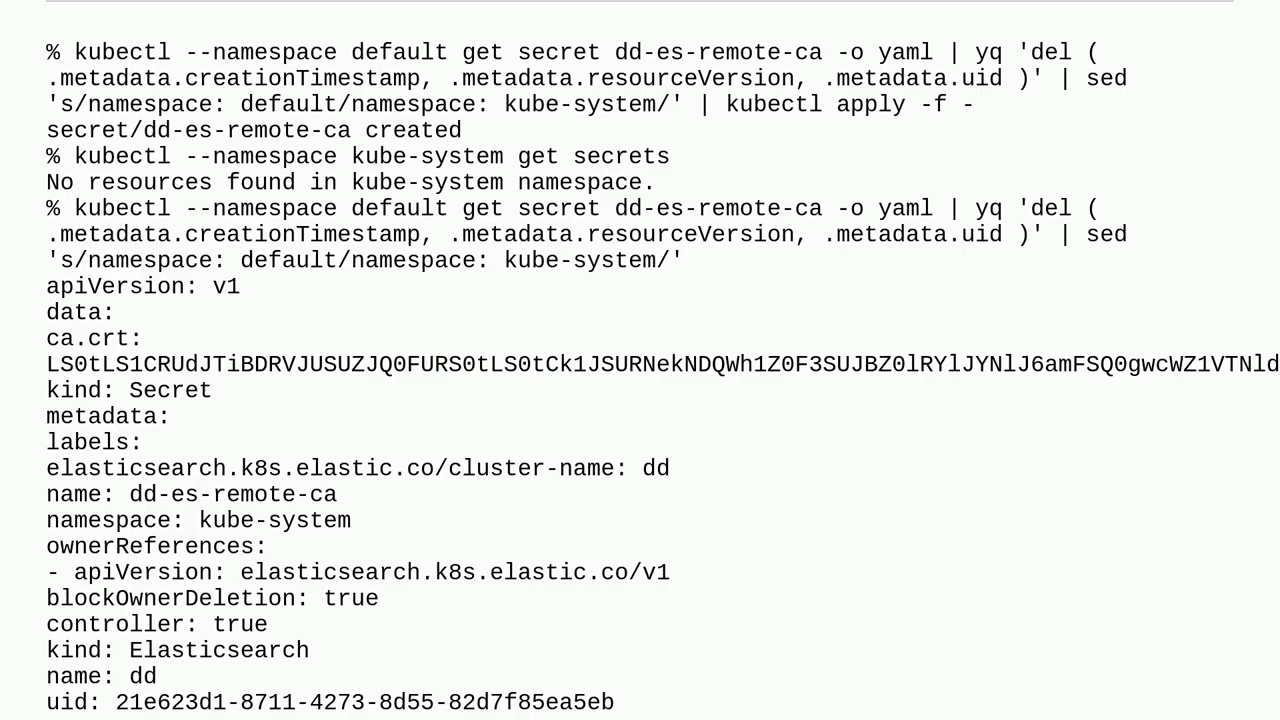 % kubectl --namespace default get secret dd-es-remote-ca -o yaml | yq 'del (
.metadata.creationTimestamp, .metadata.resourceVersion, .metadata.uid )' | sed
's/namespace: default/namespace: kube-system/' | kubectl apply -f -
secret/dd-es-remote-ca created
% kubectl --namespace kube-system get secrets
No resources found in kube-system namespace.
% kubectl --namespace default get secret dd-es-remote-ca -o yaml | yq 'del (
.metadata.creationTimestamp, .metadata.resourceVersion, .metadata.uid )' | sed
's/namespace: default/namespace: kube-system/'
apiVersion: v1
data:
ca.crt:
LS0tLS1CRUdJTiBDRVJUSUZJQ0FURS0tLS0tCk1JSURNekNDQWh1Z0F3SUJBZ0lRYlJYNlJ6amFSQ0gwcWZ1VTNld
kind: Secret
metadata:
labels:
elasticsearch.k8s.elastic.co/cluster-name: dd
name: dd-es-remote-ca
namespace: kube-system
ownerReferences:
- apiVersion: elasticsearch.k8s.elastic.co/v1
blockOwnerDeletion: true
controller: true
kind: Elasticsearch
name: dd
uid: 21e623d1-8711-4273-8d55-82d7f85ea5eb